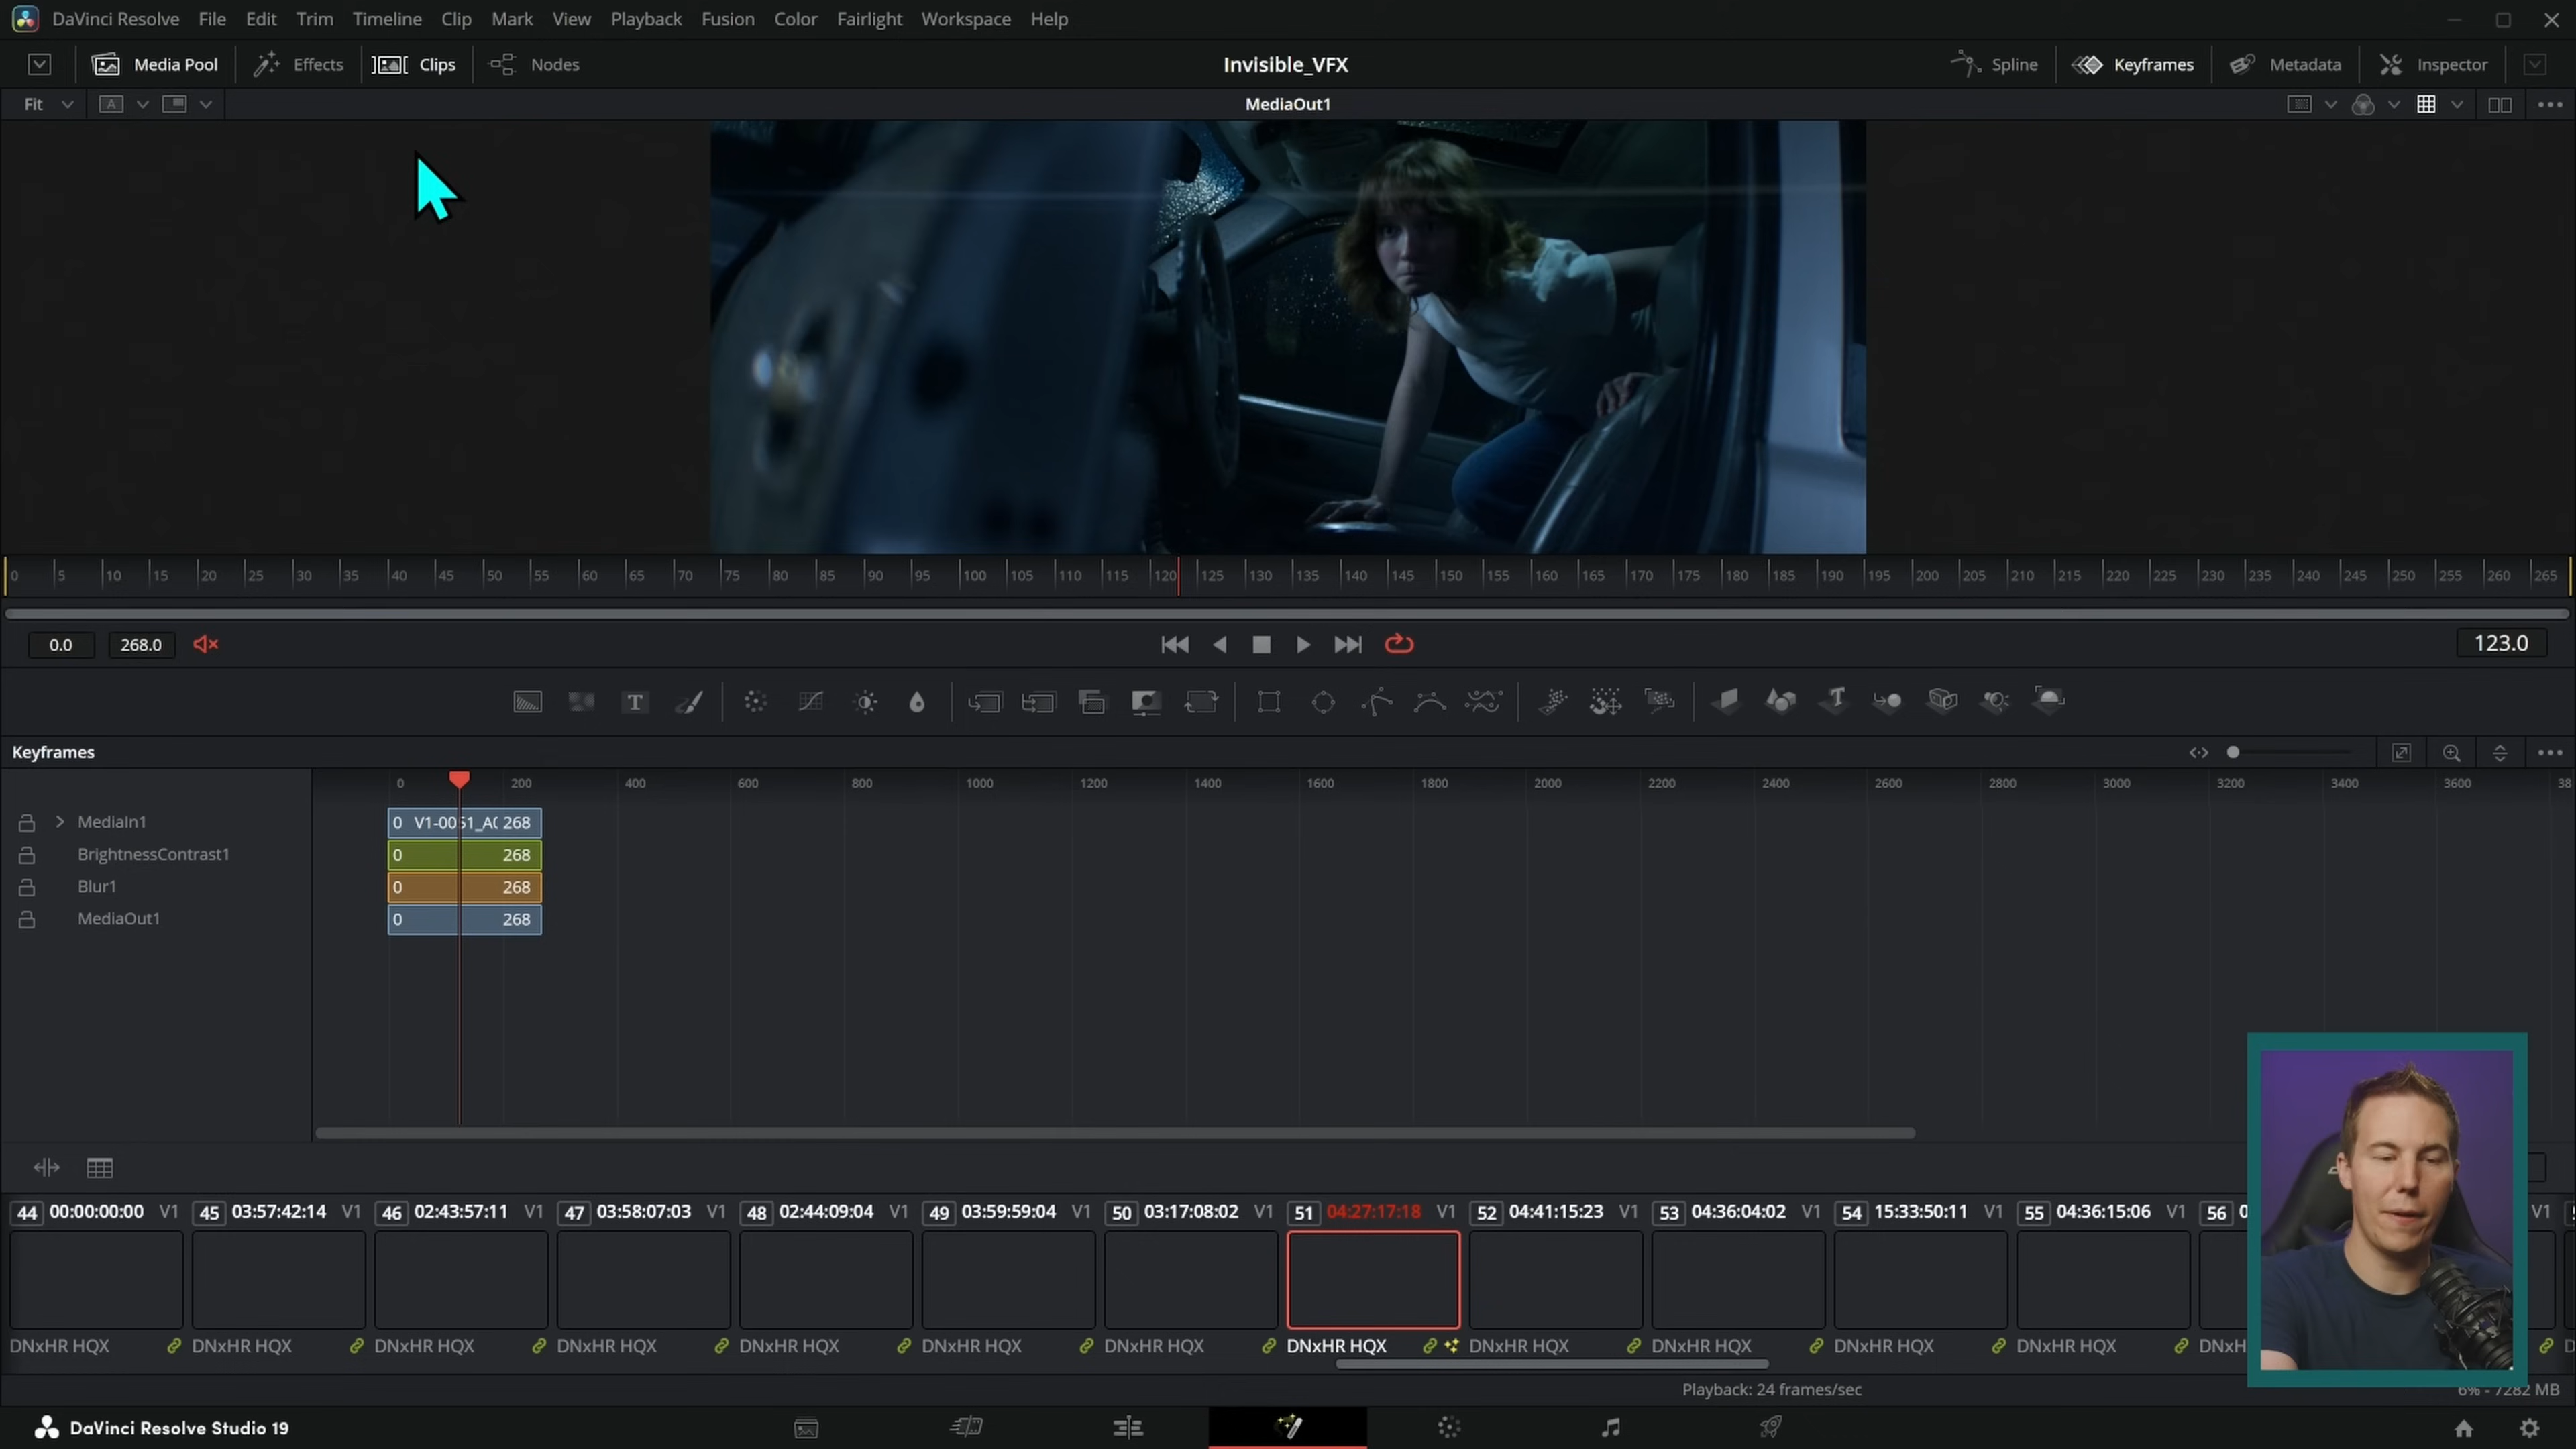 DaVinci Resolve File Edit Trim Timeline Clip Mark View Playback Fusion Color Fairlight Workspace Help
Media Pool Effects Clips Nodes Invisible_VFX Spline Keyframes Metadata Inspector
Fit A MediaOut1
0 5 10 15 20 25 30 35 40 45 50 55 60 65 70 75 80 85 90 95 100 105 110 115 120 125 130 135 140 145 150 155 160 165 170 175 180 185 190 195 200 205 210 215 220 225 230 235 240 245 250 255 260 265
0.0 268.0 123.0
T T
Keyframes
0 200 400 600 800 1000 1200 1400 1600 1800 2000 2200 2400 2600 2800 3000 3200 3400 3600 38
MediaIn1 0 V1-0051_A( 268
BrightnessContrast1 0 268
Blur1 0 268
MediaOut1 0 268
44 00:00:00:00 V1 45 03:57:42:14 V1 46 02:43:57:11 V1 47 03:58:07:03 V1 48 02:44:09:04 V1 49 03:59:59:04 V1 50 03:17:08:02 V1 51 04:27:17:18 V1 52 04:41:15:23 V1 53 04:36:04:02 V1 54 15:33:50:11 V1 55 04:36:15:06 V1 56 0 V1
DNxHR HQX DNxHR HQX DNxHR HQX DNxHR HQX DNxHR HQX DNxHR HQX DNxHR HQX DNxHR HQX DNxHR HQX DNxHR HQX DNxHR HQX DNxHR HQX DNxH
Playback: 24 frames/sec 6% - 7282 MB
DaVinci Resolve Studio 19